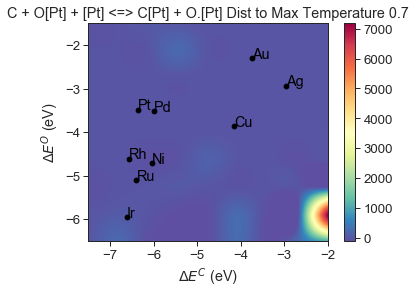 C + O[Pt] + [Pt] <=> C[Pt] + O.[Pt] Dist to Max Temperature 0.7
−2
−3
−4
−5
−6
ΔE^O (eV)
Au
Ag
Pt
Pd
Cu
Rh
Ni
Ru
Ir
−7
−6
−5
−4
−3
−2
ΔE^C (eV)
7000
6000
5000
4000
3000
2000
1000
0